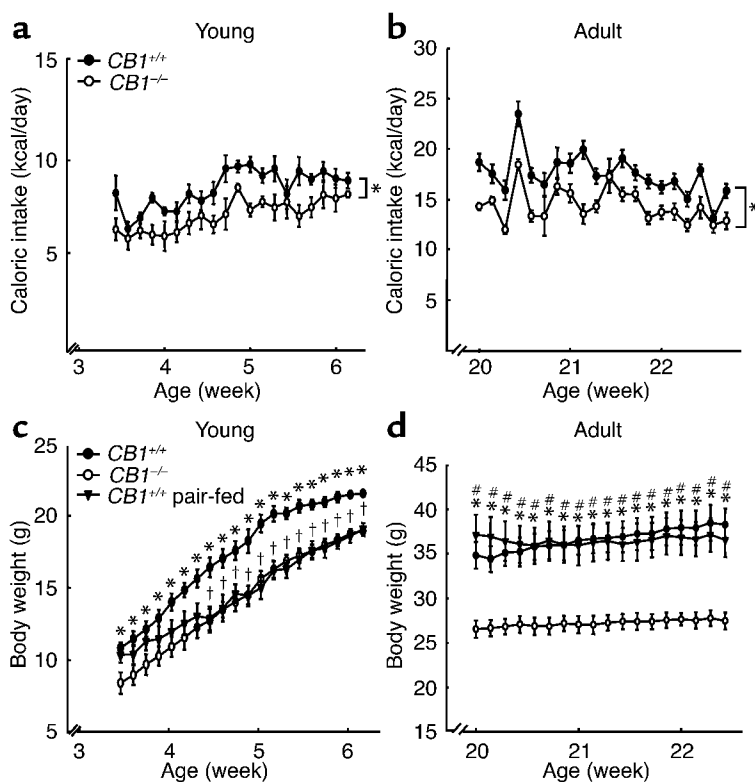 a Young
Caloric intake (kcal/day)
15
10
5
CB1+/+
CB1−/−
*
3 4 5 6
Age (week)
b Adult
Caloric intake (kcal/day)
30
25
20
15
10
5
*
20 21 22
Age (week)
c Young
Body weight (g)
25
20
15
10
5
CB1+/+
CB1−/−
CB1+/+ pair-fed
* * * * * * * * * * * * * * * * * * * *
† † † † † † † † † † † † †
3 4 5 6
Age (week)
d Adult
Body weight (g)
45
40
35
30
25
20
15
# # # # # # # # # # # # # # # # # #
* * * * * * * * * * * * * * * * * *
20 21 22
Age (week)